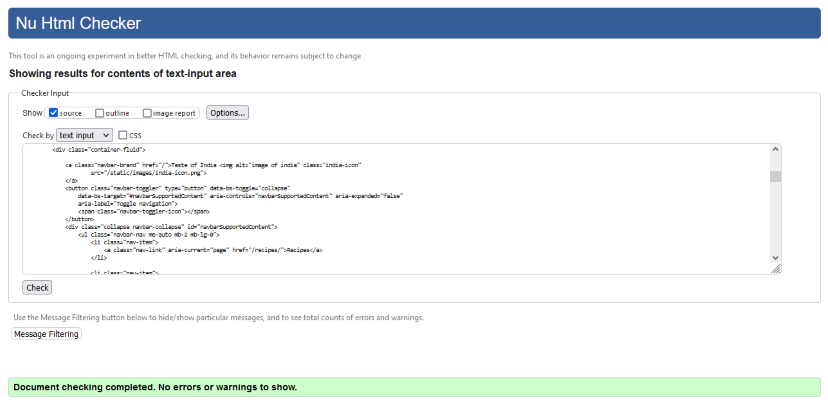 Nu Html Checker
This tool is an ongoing experiment in better HTML checking, and its behavior remains subject to change
Showing results for contents of text-input area
Checker Input
Show source outline image report Options...
Check by text input CSS
<div class="container-fluid">
<a class="navbar-brand" href="/">Taste of India <img alt="image of india" class="india-icon"
src="/static/images/india-icon.png">
</a>
<button class="navbar-toggler" type="button" data-bs-toggle="collapse"
data-bs-target="#navbarSupportedContent" aria-controls="navbarSupportedContent" aria-expanded="false"
aria-label="Toggle navigation">
<span class="navbar-toggler-icon"></span>
</button>
<div class="collapse navbar-collapse" id="navbarSupportedContent">
<ul class="navbar-nav me-auto mb-2 mb-lg-0">
<li class="nav-item">
<a class="nav-link" aria-current="page" href="/recipes/">Recipes</a>
</li>
<li class="nav-item">
Check
Use the Message Filtering button below to hide/show particular messages, and to see total counts of errors and warnings.
Message Filtering
Document checking completed. No errors or warnings to show.